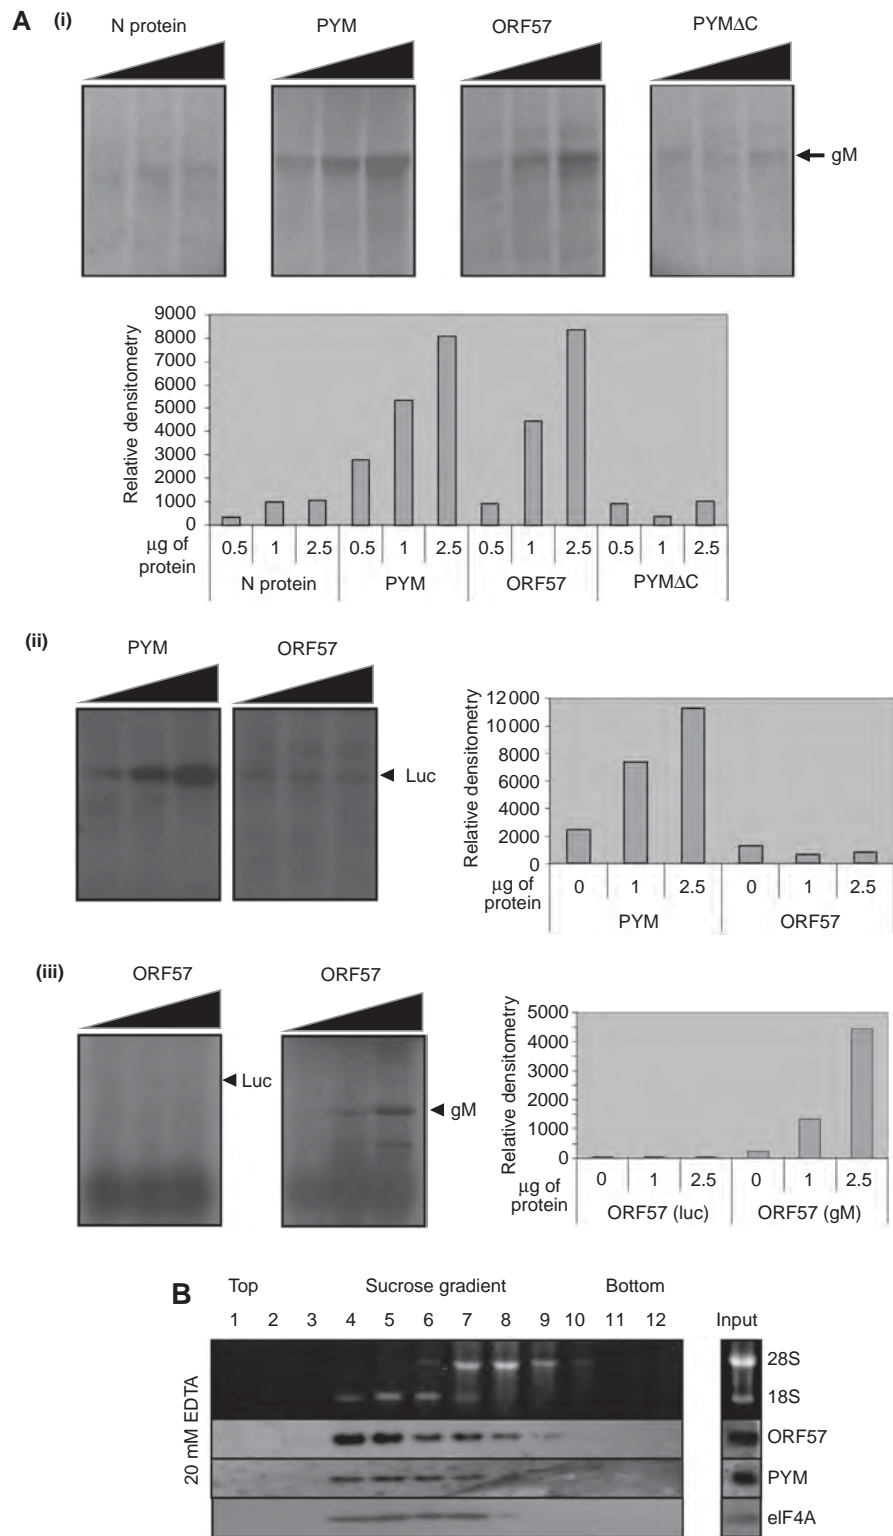 A (i)
N protein PYM ORF57 PYMΔC
gM
Relative densitometry
9000
8000
7000
6000
5000
4000
3000
2000
1000
0
μg of protein
0.5 1 2.5 0.5 1 2.5 0.5 1 2.5 0.5 1 2.5
N protein PYM ORF57 PYMΔC
(ii)
PYM ORF57
Luc
Relative densitometry
12 000
10 000
8000
6000
4000
2000
0
μg of protein
0 1 2.5 0 1 2.5
PYM ORF57
(iii)
ORF57 ORF57
Luc
gM
Relative densitometry
5000
4000
3000
2000
1000
0
μg of protein
0 1 2.5 0 1 2.5
ORF57 (luc) ORF57 (gM)
B
Top Sucrose gradient Bottom
1 2 3 4 5 6 7 8 9 10 11 12 Input
20 mM EDTA
28S
18S
ORF57
PYM
eIF4A